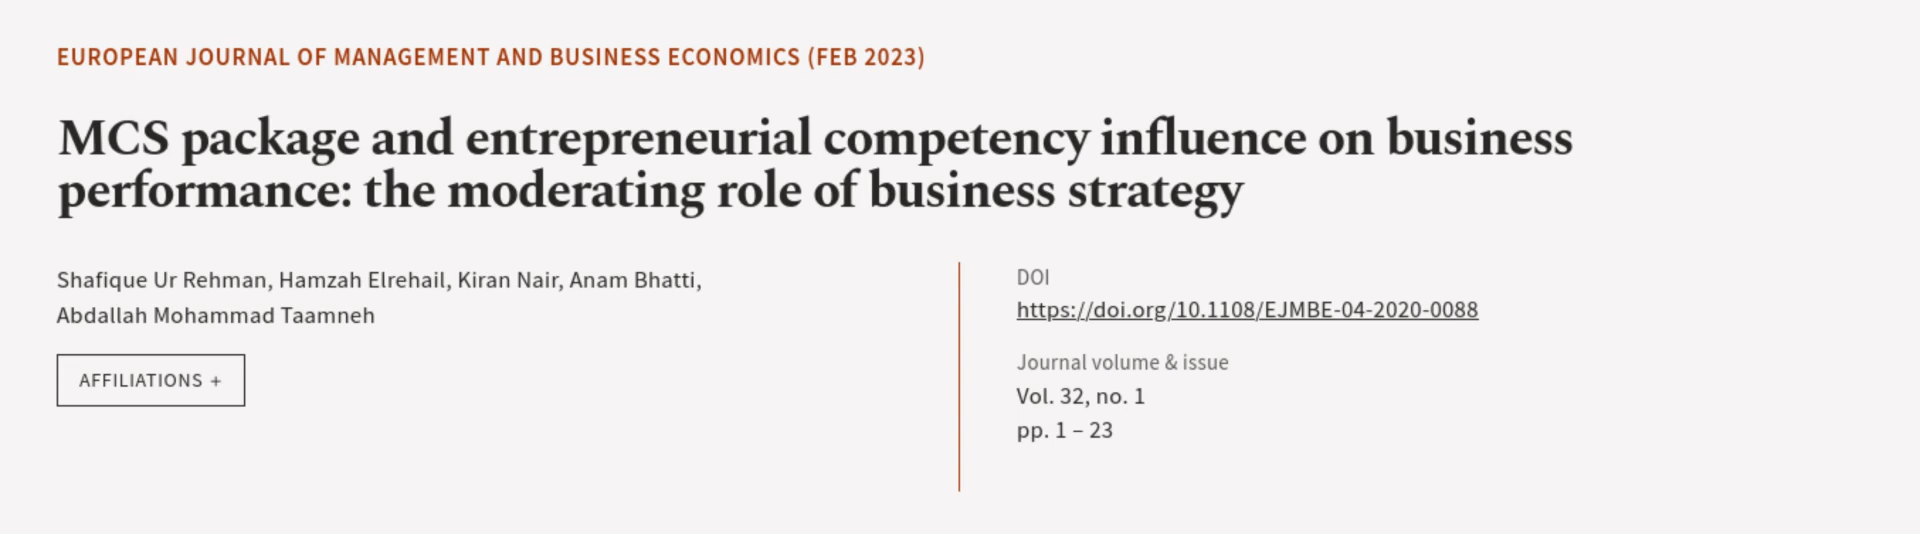 EUROPEAN JOURNAL OF MANAGEMENT AND BUSINESS ECONOMICS (FEB 2023)
MCS package and entrepreneurial competency influence on business
performance: the moderating role of business strategy
Shafique Ur Rehman, Hamzah Elrehail, Kiran Nair, Anam Bhatti,
Abdallah Mohammad Taamneh
AFFILIATIONS +
DOI
https://doi.org/10.1108/EJMBE-04-2020-0088
Journal volume & issue
Vol. 32, no. 1
pp. 1 – 23